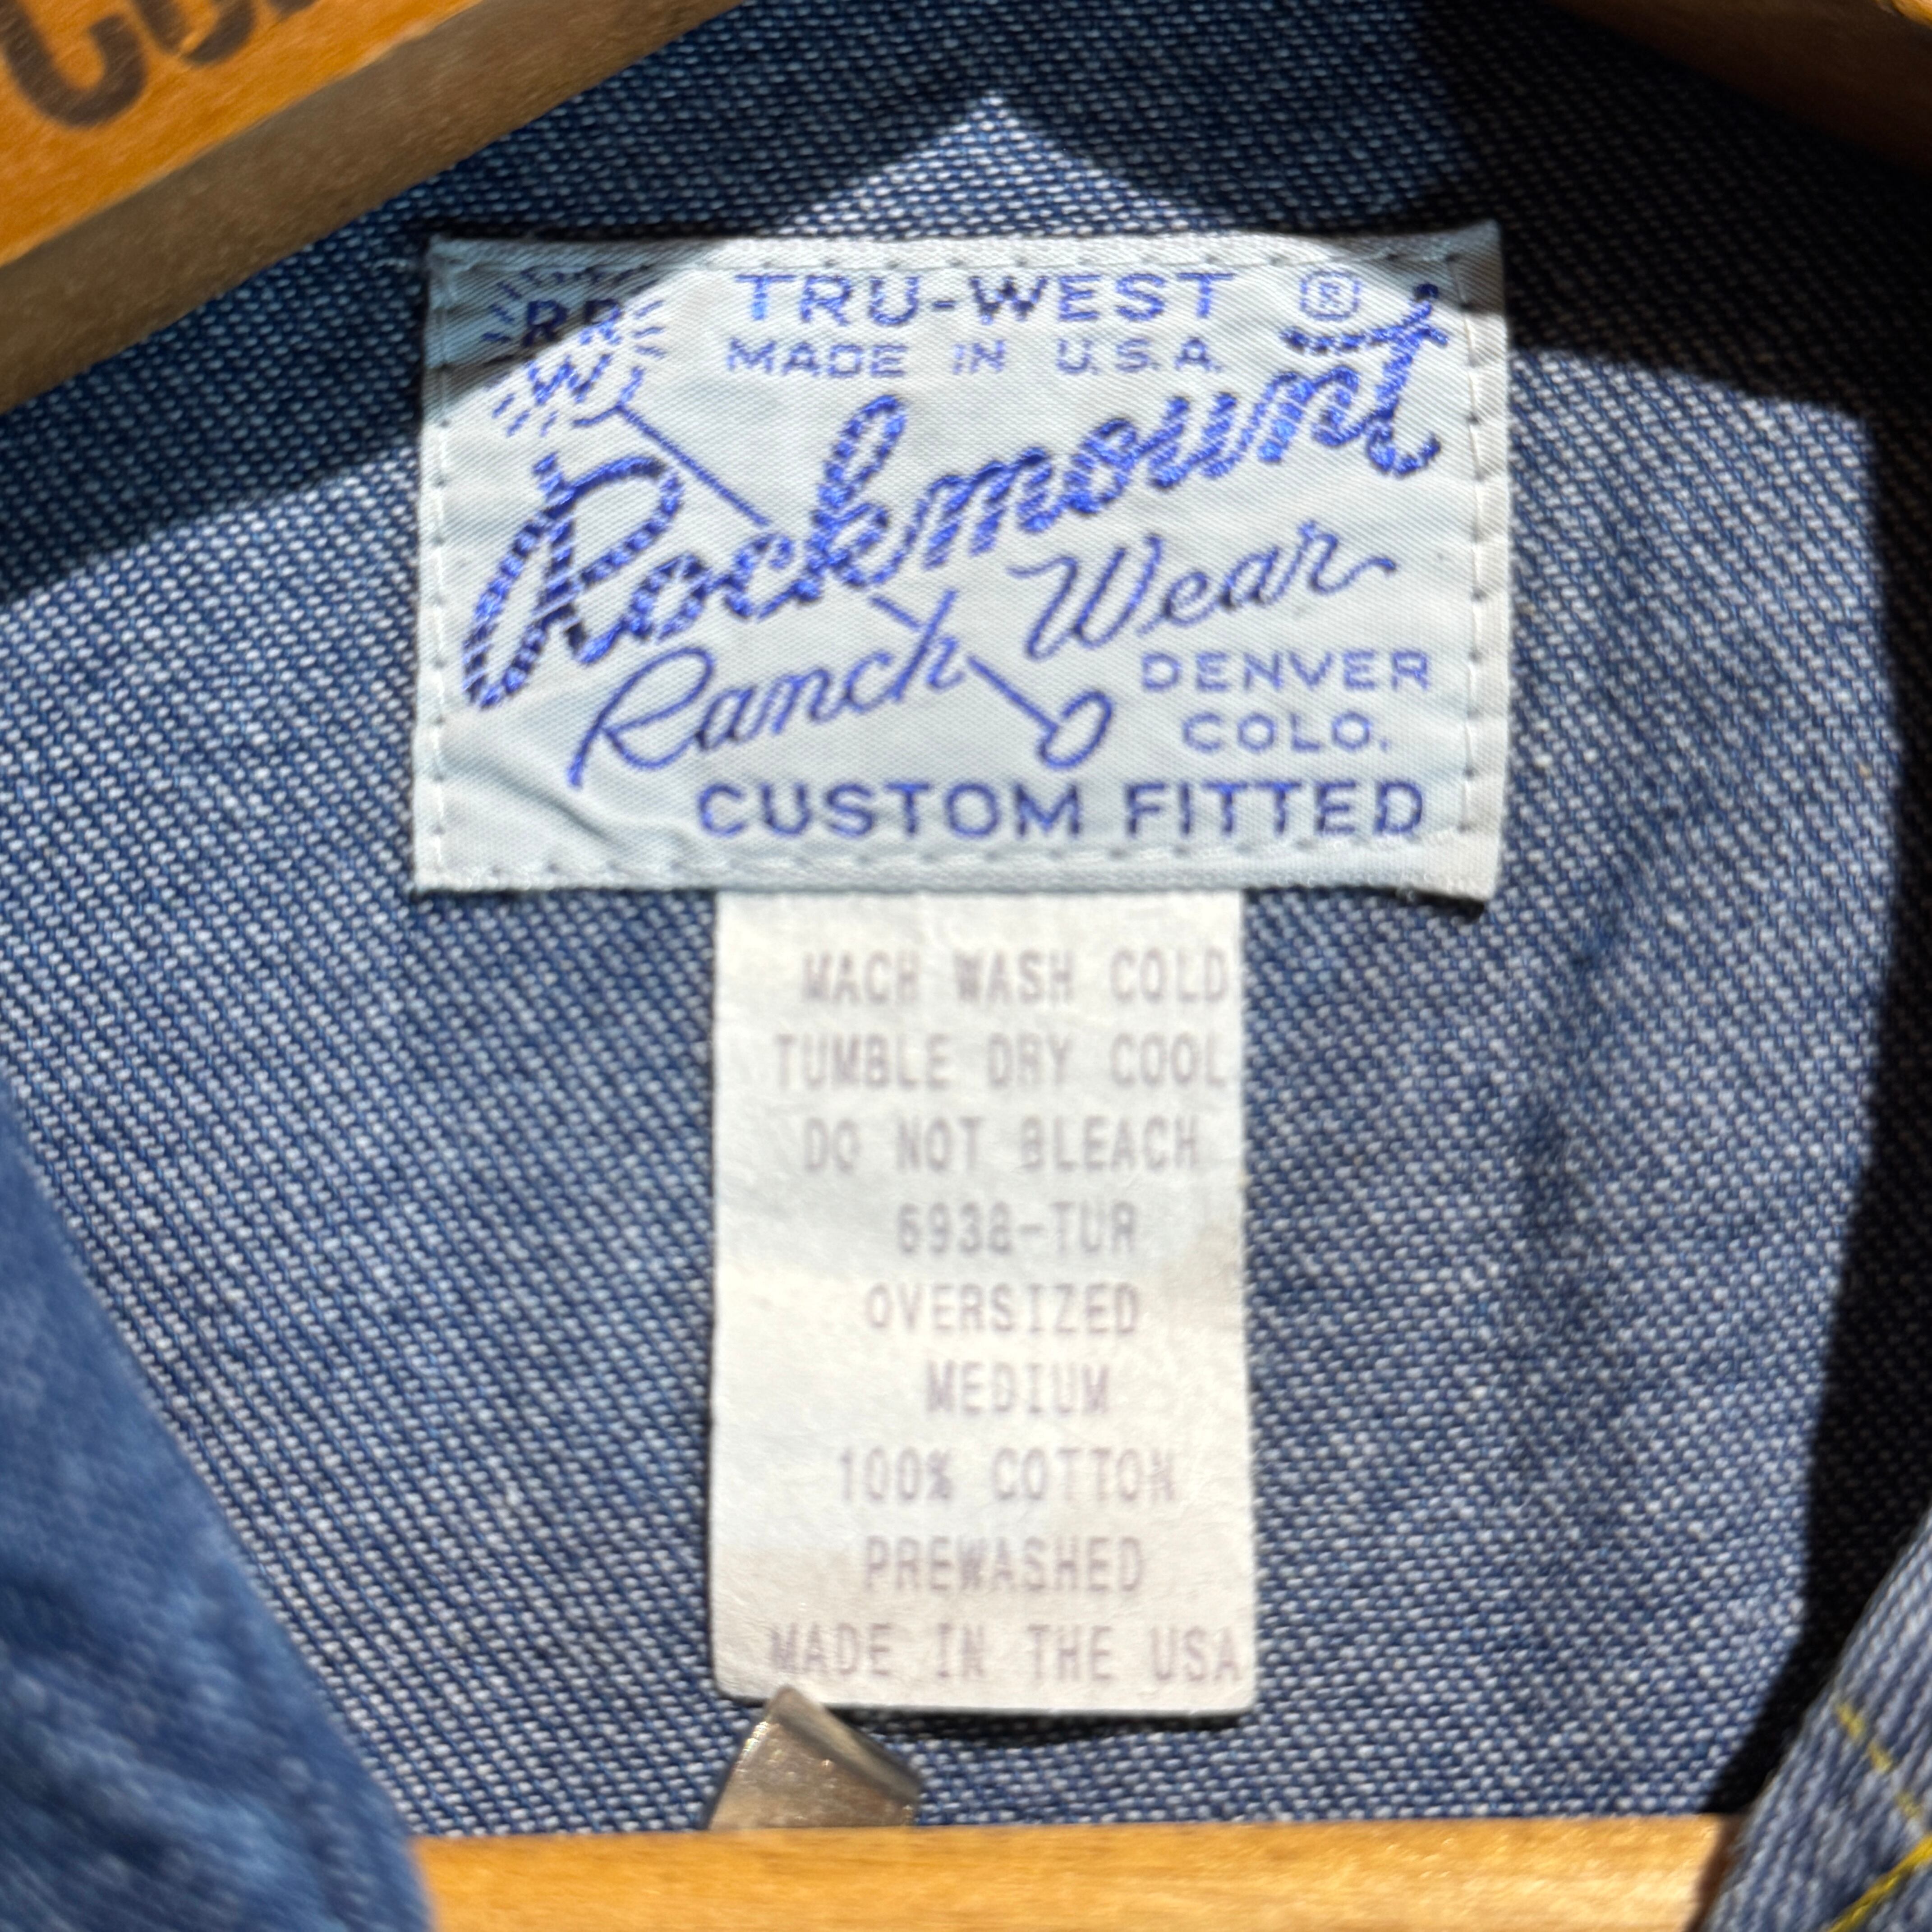 RR
W
TRU-WEST ®
MADE IN U.S.A.
Rockmount
Ranch Wear
DENVER
COLO.
CUSTOM FITTED
MACH WASH COLD
TUMBLE DRY COOL
DO NOT BLEACH
6938-TUR
OVERSIZED
MEDIUM
100% COTTON
PREWASHED
MADE IN THE USA